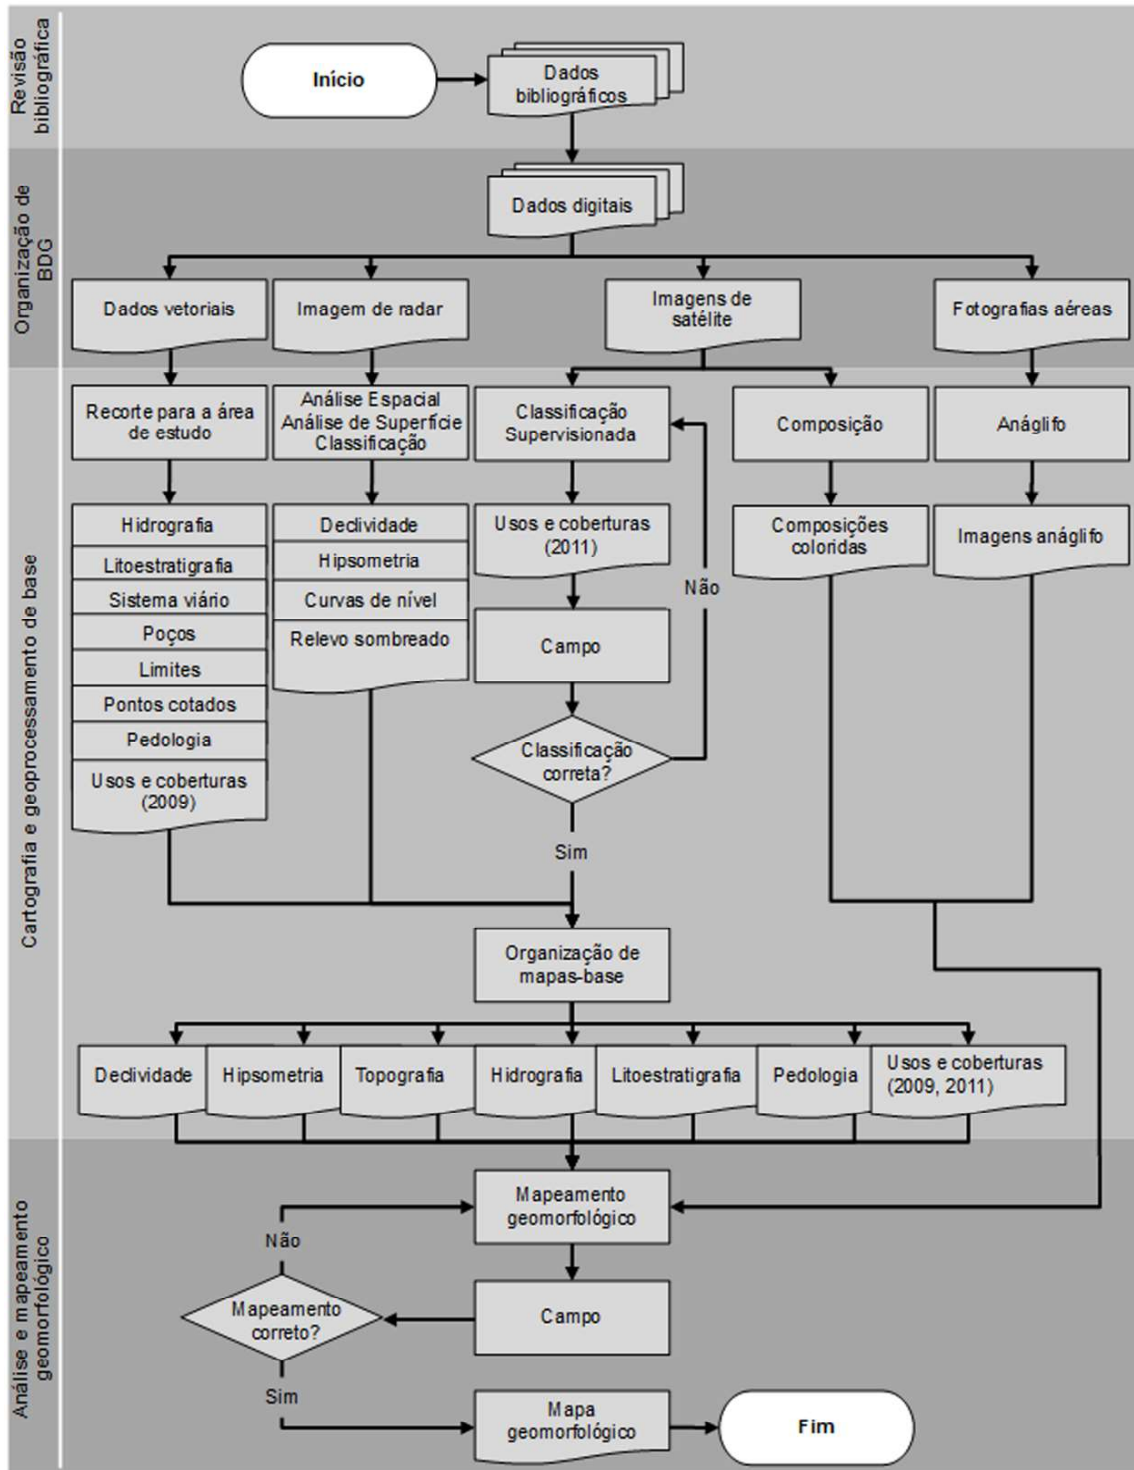 Revisão
bibliográfica
Início
Dados
bibliográficos
Organização de
BDG
Dados digitais
Dados vetoriais
Imagem de radar
Imagens de
satélite
Fotografias aéreas
Cartografia e geoprocessamento de base
Recorte para a área
de estudo
Análise Espacial
Análise de Superfície
Classificação
Classificação
Supervisionada
Composição
Anáglifo
Hidrografia
Litoestratigrafia
Sistema viário
Poços
Limites
Pontos cotados
Pedologia
Usos e coberturas
(2009)
Declividade
Hipsometria
Curvas de nível
Relevo sombreado
Usos e coberturas
(2011)
Campo
Classificação
correta?
Não
Sim
Composições
coloridas
Imagens anáglifo
Organização de
mapas-base
Declividade
Hipsometria
Topografia
Hidrografia
Litoestratigrafia
Pedologia
Usos e coberturas
(2009, 2011)
Análise e mapeamento
geomorfológico
Mapeamento
geomorfológico
Campo
Mapeamento
correto?
Não
Sim
Mapa
geomorfológico
Fim